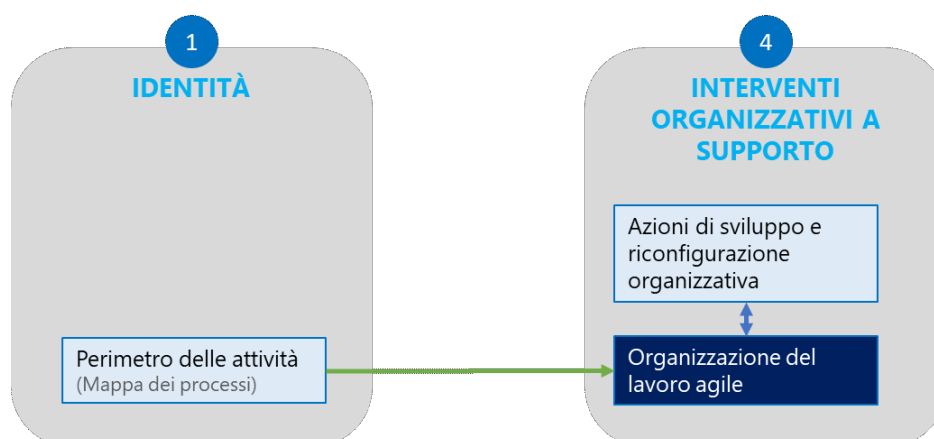 1
IDENTITÀ
Perimetro delle attività
(Mappa dei processi)
4
INTERVENTI
ORGANIZZATIVI A
SUPPORTO
Azioni di sviluppo e
riconfigurazione
organizzativa
Organizzazione del
lavoro agile